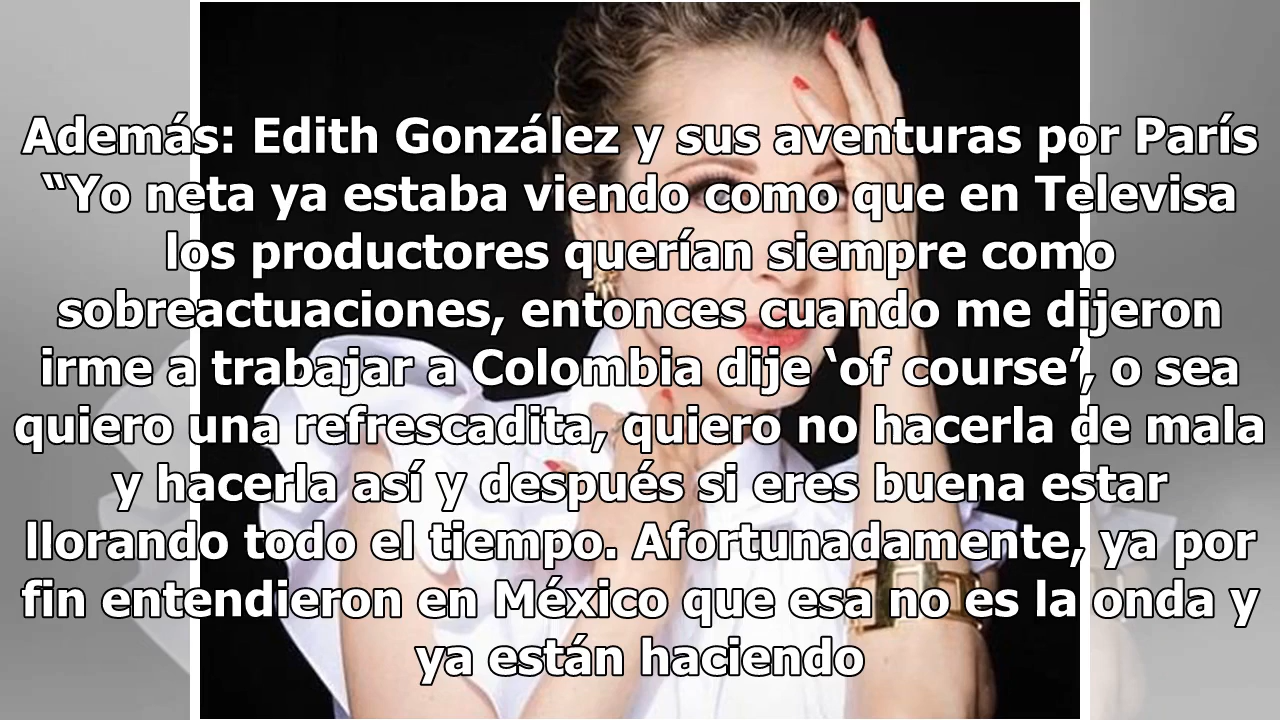 Además: Edith González y sus aventuras por París
“Yo neta ya estaba viendo como que en Televisa
los productores querían siempre como
sobreactuaciones, entonces cuando me dijeron
irme a trabajar a Colombia dije ‘of course’, o sea
quiero una refrescadita, quiero no hacerla de mala
y hacerla así y después si eres buena estar
llorando todo el tiempo. Afortunadamente, ya por
fin entendieron en México que esa no es la onda y
ya están haciendo